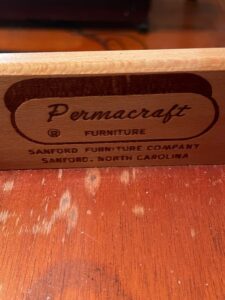 Permacraft
® FURNITURE
SANFORD FURNITURE COMPANY
SANFORD, NORTH CAROLINA